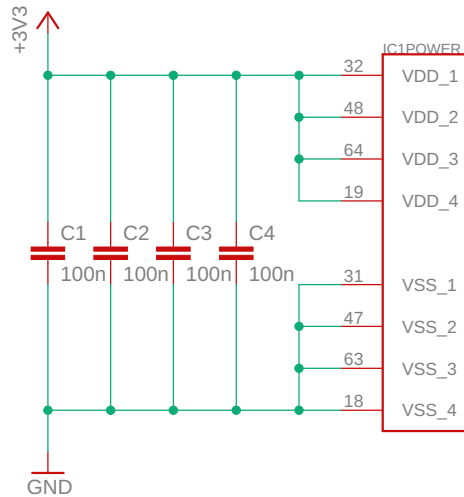 +3V3
IC1POWER
32 VDD_1
48 VDD_2
64 VDD_3
19 VDD_4
C1 C2 C3 C4
100n 100n 100n 100n
31 VSS_1
47 VSS_2
63 VSS_3
18 VSS_4
GND